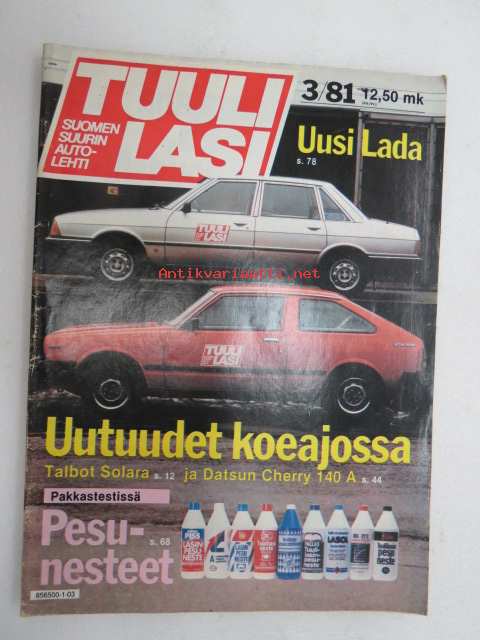 TUULI
LASI
SUOMEN
SUURIN
AUTO-
LEHTI
3/81 12,50 mk
Uusi Lada
s. 78
TUULI
LASI
Antikvariaatti.net
TUULI
LASI
Uutuudet koeajossa
Talbot Solara s. 12 ja Datsun Cherry 140 A s. 44
Pakkastestissä
Pesu-
s. 68
nesteet
LASOL
856500-1-03